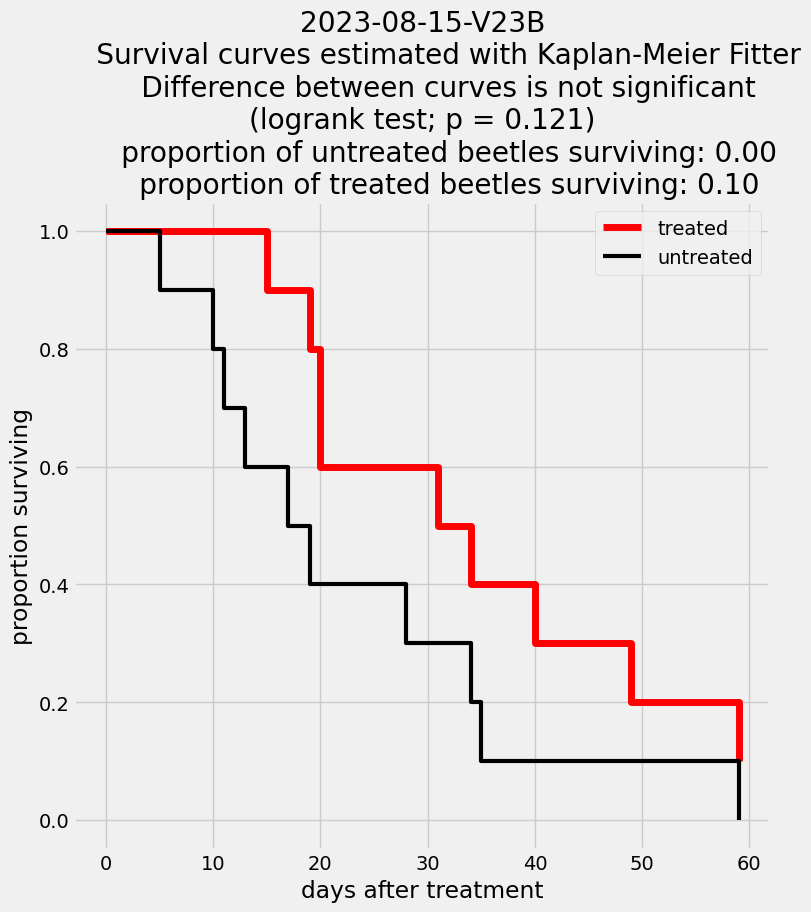 2023-08-15-V23B
Survival curves estimated with Kaplan-Meier Fitter
Difference between curves is not significant
(logrank test; p = 0.121)
proportion of untreated beetles surviving: 0.00
proportion of treated beetles surviving: 0.10
treated
untreated
1.0
0.8
0.6
0.4
0.2
0.0
proportion surviving
0 10 20 30 40 50 60
days after treatment